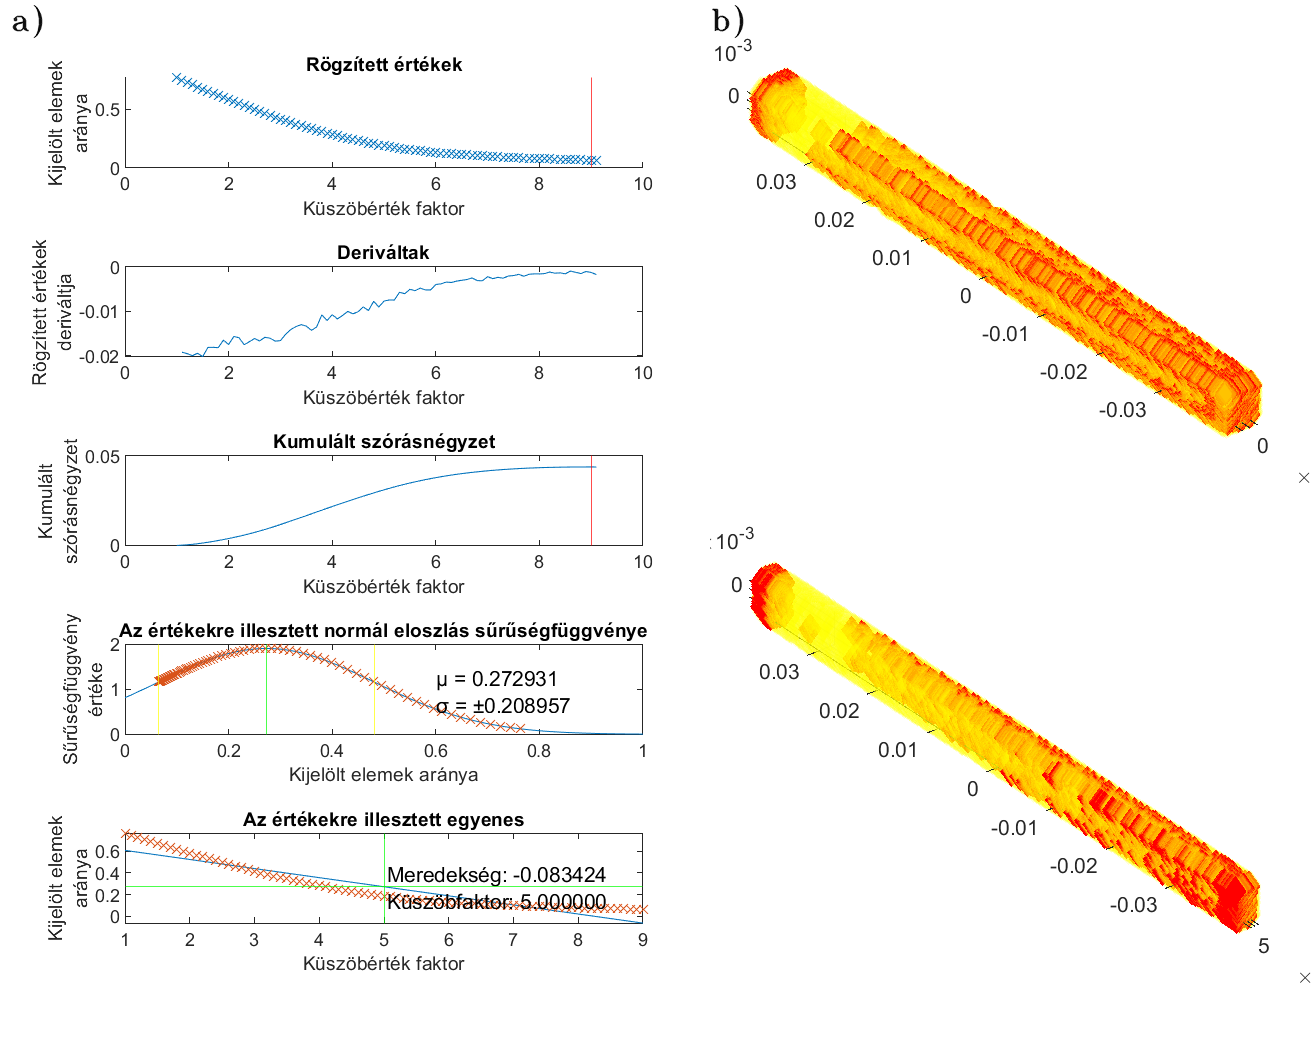 a)
Rögzített értékek
Kijelölt elemek
aránya
0.5
0
0 2 4 6 8 10
Küszöbérték faktor
Deriváltak
Rögzített értékek
deriváltja
0
-0.01
-0.02
0 2 4 6 8 10
Küszöbérték faktor
Kumulált szórásnégyzet
Kumulált
szórásnégyzet
0.05
0
0 2 4 6 8 10
Küszöbérték faktor
Az értékekre illesztett normál eloszlás sűrűségfüggvénye
Sűrűségfüggvény
értéke
2
1
0
μ = 0.272931
σ = ±0.208957
0 0.2 0.4 0.6 0.8 1
Kijelölt elemek aránya
Az értékekre illesztett egyenes
Kijelölt elemek
aránya
0.6
0.4
0.2
0
Meredekség: -0.083424
Küszöbfaktor: 5.000000
1 2 3 4 5 6 7 8 9
Küszöbérték faktor
b)
10-3
0
0.03
0.02
0.01
0
-0.01
-0.02
-0.03
0
×
10-3
0
0.03
0.02
0.01
0
-0.01
-0.02
-0.03
5
×